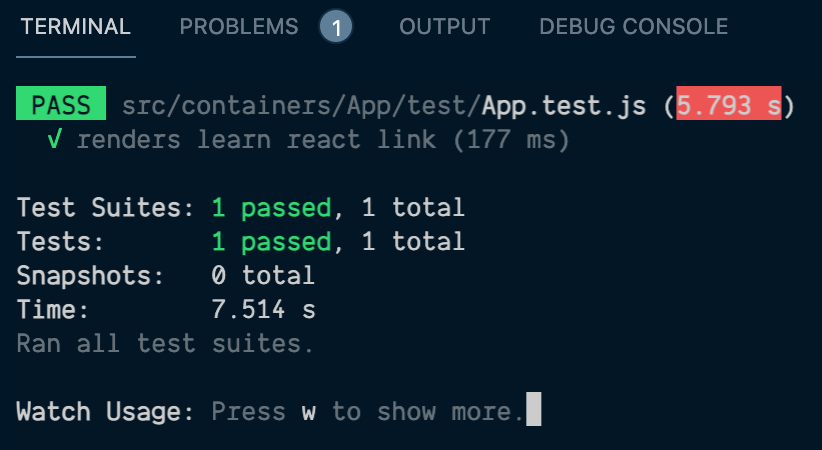 TERMINAL PROBLEMS 1 OUTPUT DEBUG CONSOLE
PASS src/containers/App/test/App.test.js (5.793 s)
√ renders learn react link (177 ms)
Test Suites: 1 passed, 1 total
Tests: 1 passed, 1 total
Snapshots: 0 total
Time: 7.514 s
Ran all test suites.
Watch Usage: Press w to show more.